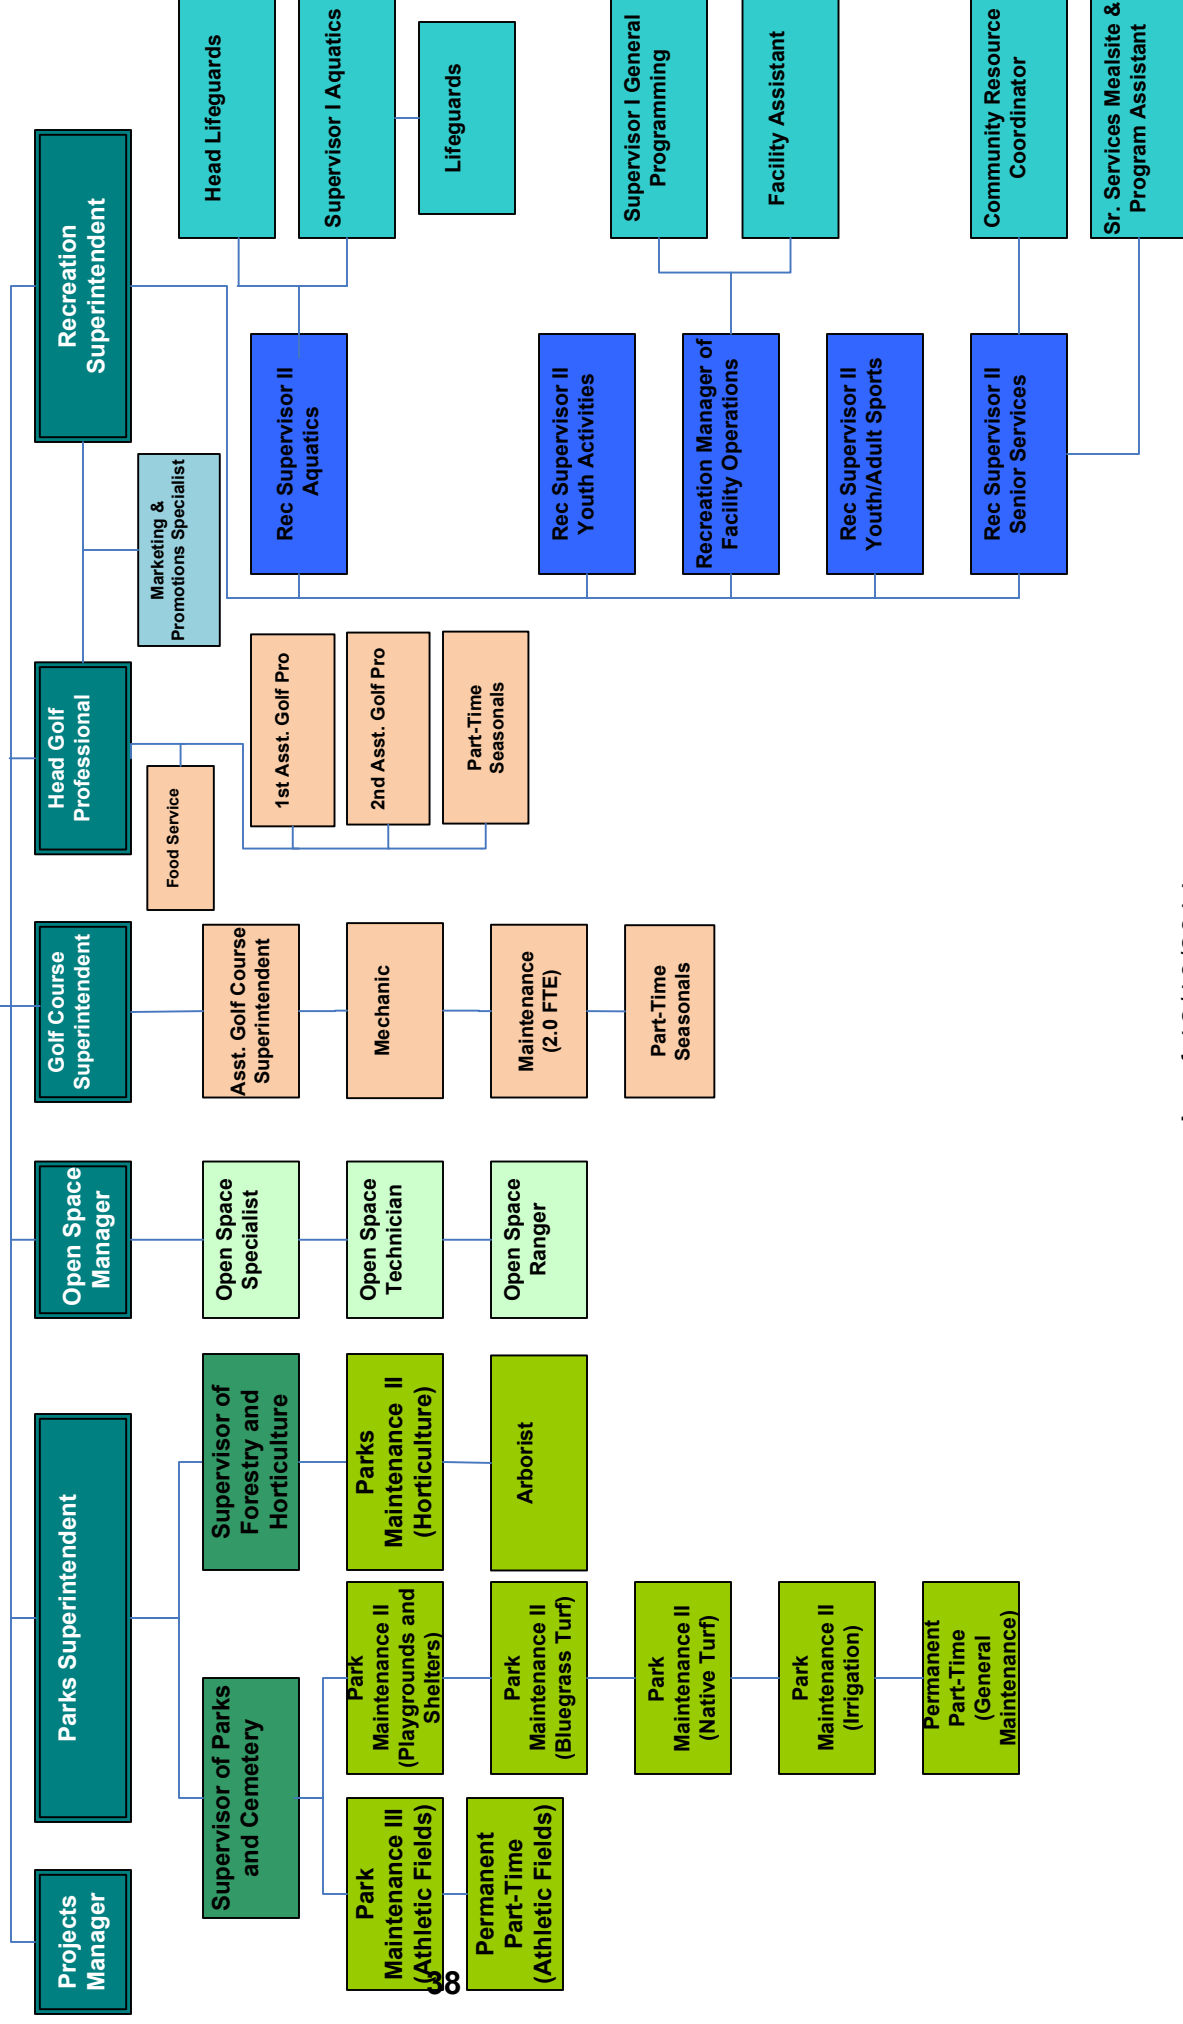 Projects
Manager
Parks Superintendent
Open Space
Manager
Golf Course
Superintendent
Head Golf
Professional
Recreation
Superintendent
Marketing &
Promotions Specialist
Supervisor of Parks
and Cemetery
Park
Maintenance III
(Athletic Fields)
Permanent
Part-Time
(Athletic Fields)
Park
Maintenance II
(Playgrounds and
Shelters)
Park
Maintenance II
(Bluegrass Turf)
Park
Maintenance II
(Native Turf)
Park
Maintenance II
(Irrigation)
Permanent
Part-Time
(General
Maintenance)
Supervisor of
Forestry and
Horticulture
Parks
Maintenance II
(Horticulture)
Arborist
Open Space
Specialist
Open Space
Technician
Open Space
Ranger
Asst. Golf Course
Superintendent
Mechanic
Maintenance
(2.0 FTE)
Part-Time
Seasonals
Food Service
1st Asst. Golf Pro
2nd Asst. Golf Pro
Part-Time
Seasonals
Rec Supervisor II
Aquatics
Head Lifeguards
Supervisor I Aquatics
Lifeguards
Rec Supervisor II
Youth Activities
Recreation Manager of
Facility Operations
Supervisor I General
Programming
Facility Assistant
Rec Supervisor II
Youth/Adult Sports
Rec Supervisor II
Senior Services
Community Resource
Coordinator
Sr. Services Mealsite &
Program Assistant
38